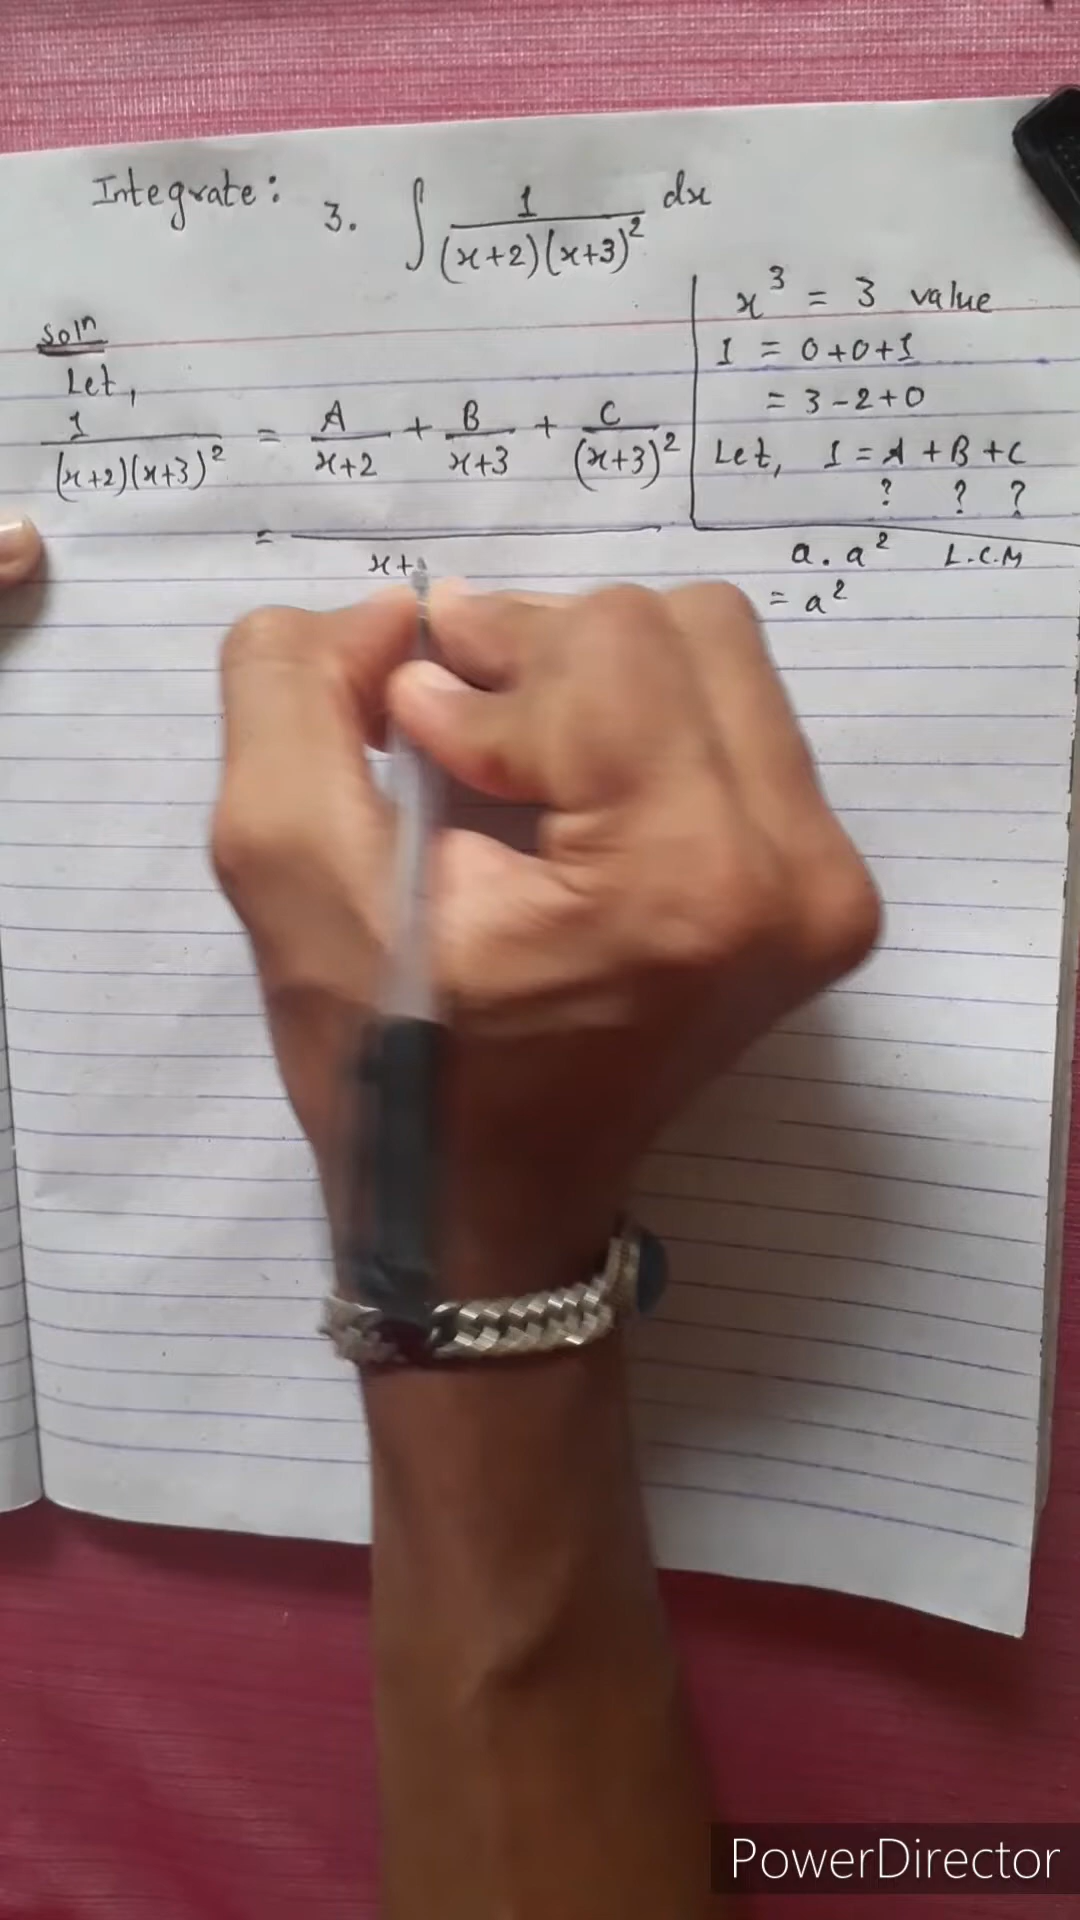 Integrate: 3. ∫ 1/((x+2)(x+3)²) dx
Soln
Let,
1/((x+2)(x+3)²) = A/(x+2) + B/(x+3) + C/(x+3)²
= ───
x+
x³ = 3 value
1 = 0+0+1
= 3-2+0
Let, 1 = A + B + C
? ? ?
a. a² L.C.M
= a²
PowerDirector